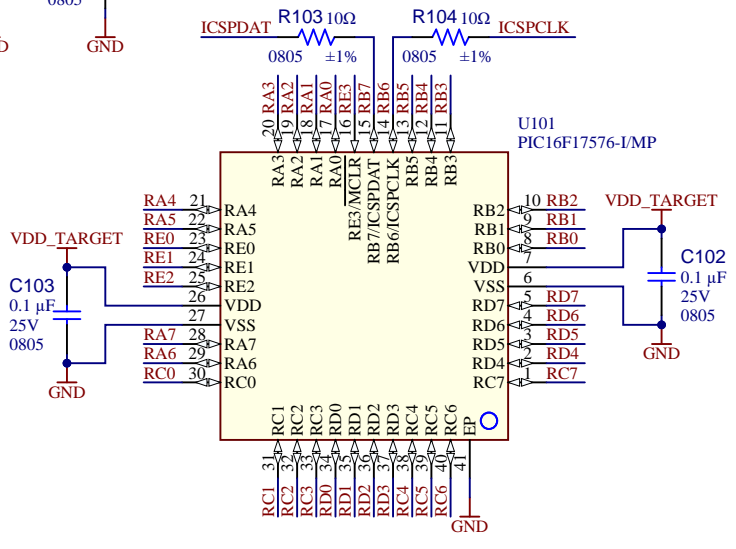 0805
GND
D
ICSPDAT
R103 10Ω
0805 ±1%
R104 10Ω
ICSPCLK
0805 ±1%
RA3
RA2
RA1
RA0
RE3
RB7
RB6
RB5
RB4
RB3
20
19
18
17
16
15
14
13
12
11
U101
PIC16F17576-I/MP
RA3
RA2
RA1
RA0
RE3/MCLR
RB7/ICSPDAT
RB6/ICSPCLK
RB5
RB4
RB3
RA4 21 RA4
RA5 22 RA5
RE0 23 RE0
RE1 24 RE1
RE2 25 RE2
26 VDD
27 VSS
RA7 28 RA7
RA6 29 RA6
RC0 30 RC0
VDD_TARGET
C103
0.1 µF
25V
0805
GND
RB2 10 RB2
RB1 9 RB1
RB0 8 RB0
VDD 7
VSS 6
RD7 5 RD7
RD6 4 RD6
RD5 3 RD5
RD4 2 RD4
RC7 1 RC7
VDD_TARGET
C102
0.1 µF
25V
0805
GND
RC1
RC2
RC3
RD0
RD1
RD2
RD3
RC4
RC5
RC6
EP
31
32
33
34
35
36
37
38
39
40
41
RC1
RC2
RC3
RD0
RD1
RD2
RD3
RC4
RC5
RC6
GND